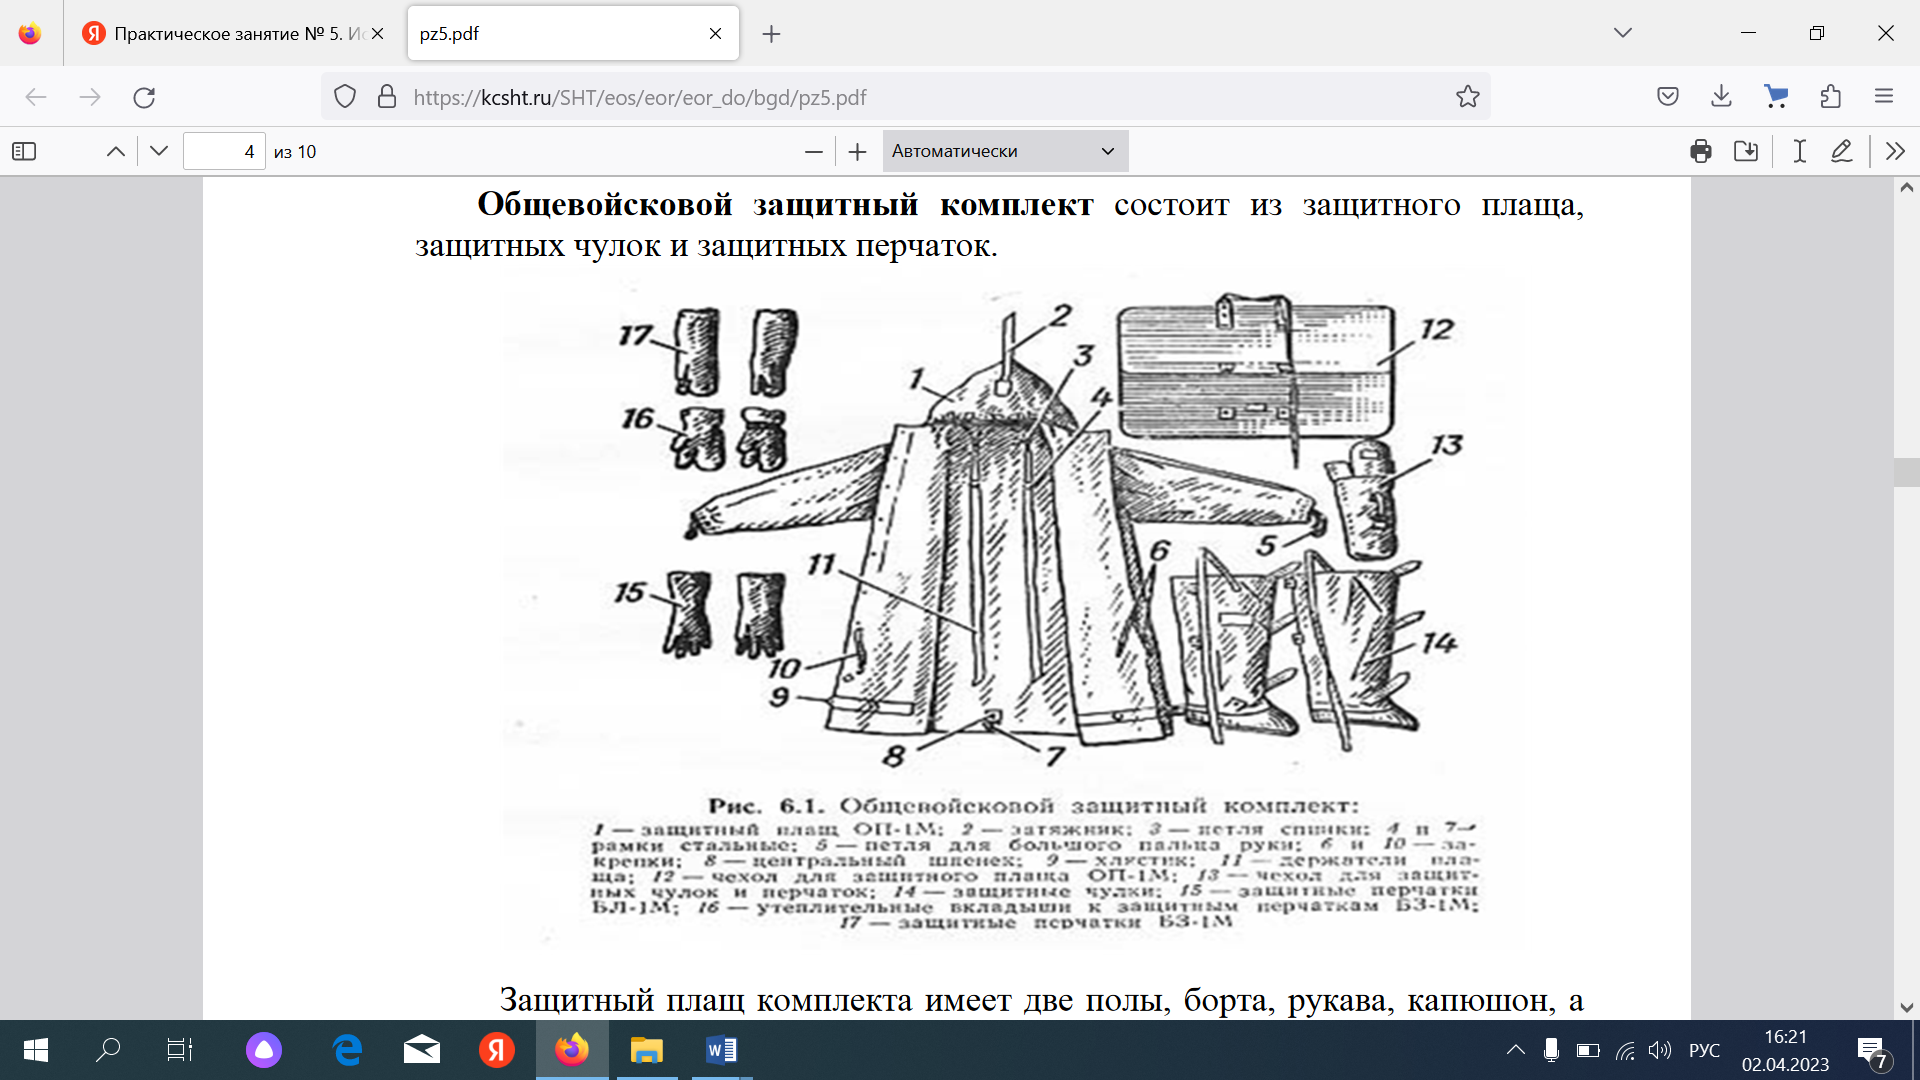 Практическое занятие № 5. Ис
pz5.pdf
https://kcsht.ru/SHT/eos/eor/eor_do/bgd/pz5.pdf
4 из 10
Автоматически
Общевойсковой защитный комплект состоит из защитного плаща,
защитных чулок и защитных перчаток.
2
17
12
3
1
4
16
13
5
6
11
15
14
10
9
8
7
Рис. 6.1. Общевойсковой защитный комплект:
1 — защитный плащ ОП-1М; 2 — затяжник; 3 — петля спинки; 4 и 7 —
рамки стальные; 5 — петля для большого пальца руки; 6 и 10 — за-
крепки; 8 — центральный шпенек; 9 — хлястик; 11 — держатели пла-
ща; 12 — чехол для защитного плаща ОП-1М; 13 — чехол для защит-
ных чулок и перчаток; 14 — защитные чулки; 15 — защитные перчатки
БЛ-1М; 16 — утеплительные вкладыши к защитным перчаткам БЗ-1М;
17 — защитные перчатки БЗ-1М
Защитный плащ комплекта имеет две полы, борта, рукава, капюшон, а
РУС
16:21
02.04.2023
7